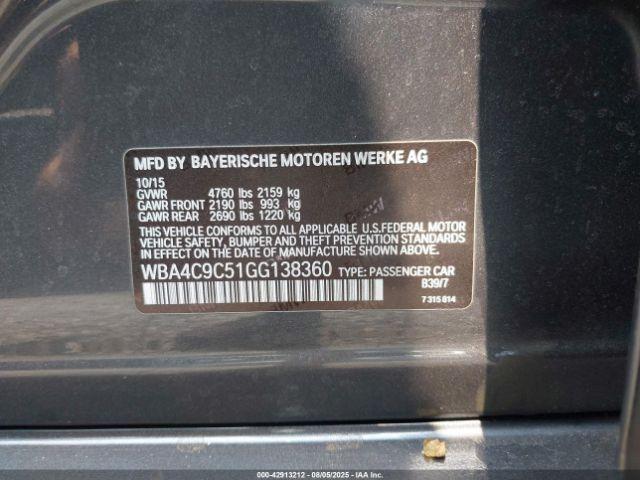 MFD BY BAYERISCHE MOTOREN WERKE AG
10/15
GVWR 4760 lbs 2159 kg
GAWR FRONT 2190 lbs 993 kg
GAWR REAR 2690 lbs 1220 kg
THIS VEHICLE CONFORMS TO ALL APPLICABLE U.S.FEDERAL MOTOR
VEHICLE SAFETY, BUMPER AND THEFT PREVENTION STANDARDS
IN EFFECT ON THE DATE OF MANUFACTURE SHOWN ABOVE.
WBA4C9C51GG138360 TYPE: PASSENGER CAR
B39/7
7 315 814
000-42913212 - 08/05/2025 - IAA Inc.